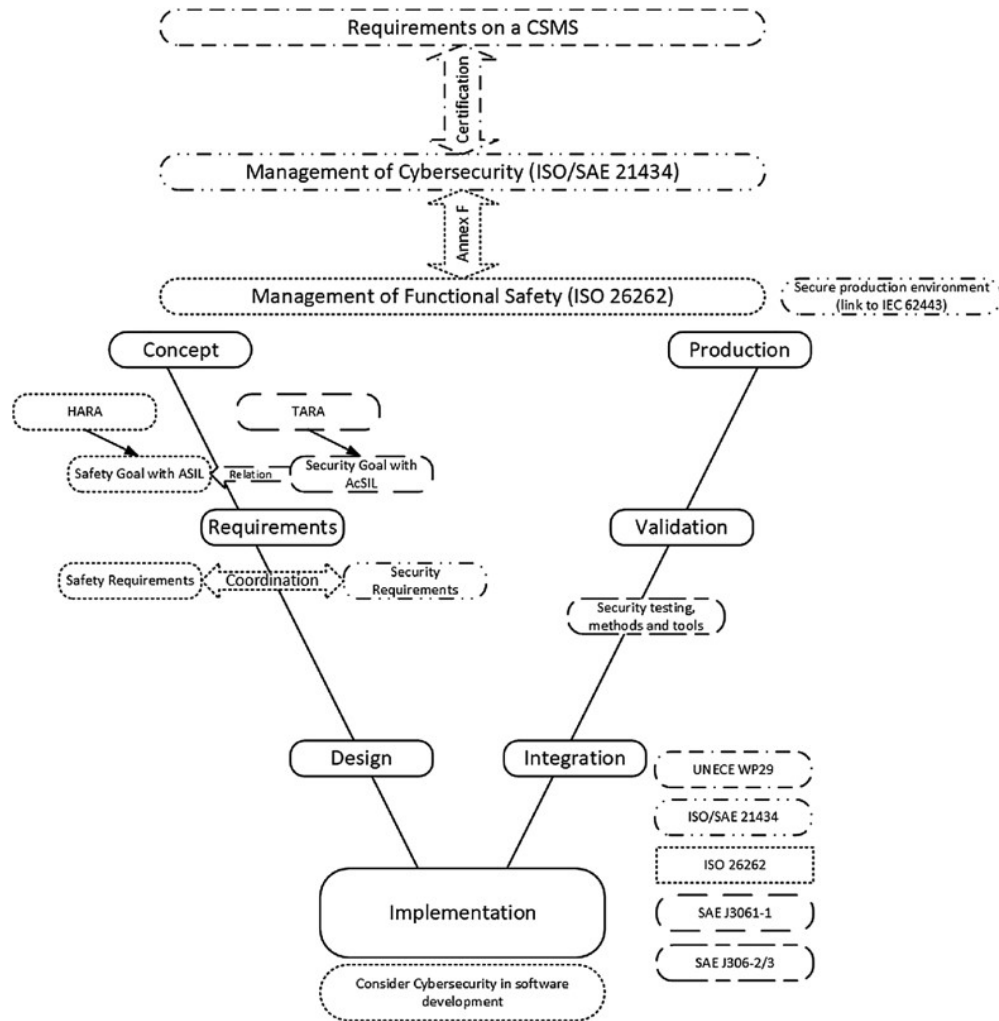 Requirements on a CSMS
Certification
Management of Cybersecurity (ISO/SAE 21434)
Annex F
Management of Functional Safety (ISO 26262)
Secure production environment
(link to IEC 62443)
Concept
Production
HARA
TARA
Safety Goal with ASIL
Relation
Security Goal with
AcSIL
Requirements
Validation
Safety Requirements
Coordination
Security
Requirements
Security testing,
methods and tools
Design
Integration
UNECE WP29
ISO/SAE 21434
ISO 26262
SAE J3061-1
SAE J306-2/3
Implementation
Consider Cybersecurity in software
development